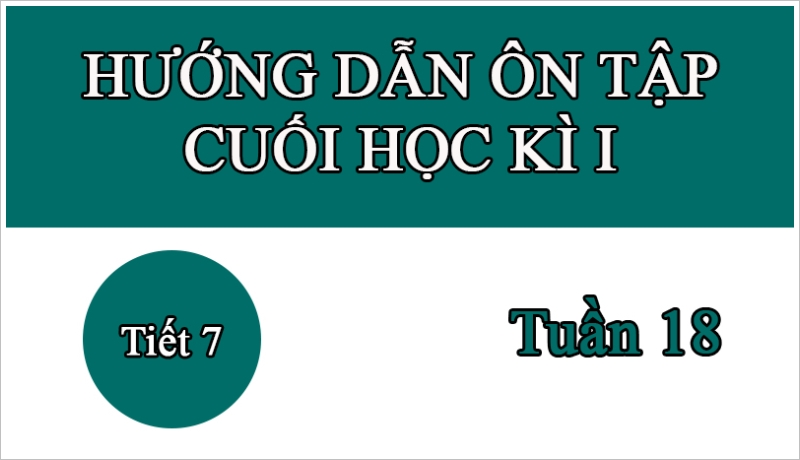 HƯỚNG DẪN ÔN TẬP
CUỐI HỌC KÌ I
Tiết 7
Tuần 18